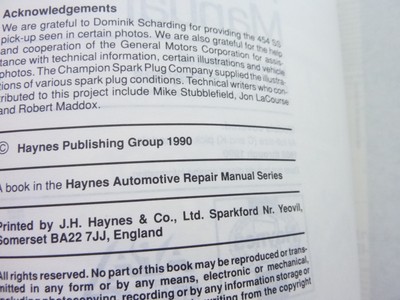 Acknowledgements
We are grateful to Dominik Scharding for providing the 454 SS
pick-up seen in certain photos. We are also grateful for the help
and cooperation of the General Motors Corporation for assis-
tance with technical information, certain illustrations and vehicle
photos. The Champion Spark Plug Company supplied the illustra-
tions of various spark plug conditions. Technical writers who con-
tributed to this project include Mike Stubblefield, Jon LaCourse
and Robert Maddox.
© Haynes Publishing Group 1990
A book in the Haynes Automotive Repair Manual Series
Printed by J.H. Haynes & Co., Ltd. Sparkford Nr. Yeovil,
Somerset BA22 7JJ, England
All rights reserved. No part of this book may be reproduced or trans-
mitted in any form or by any means, electronic or mechanical,
including photocopying, recording or by any information storage or
writing from the copyright